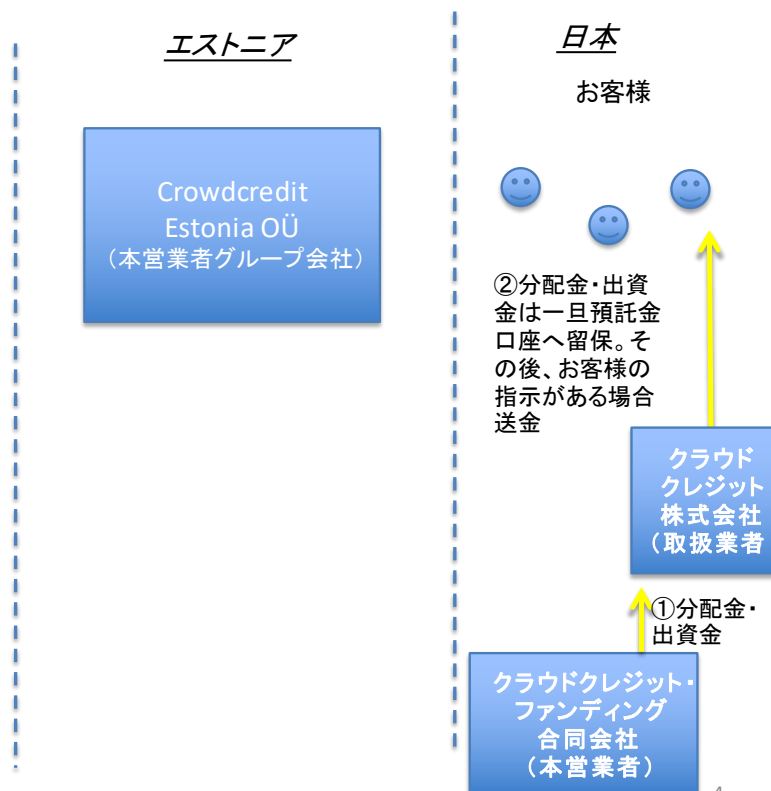 エストニア
日本
お客様
Crowdcredit
Estonia OÜ
（本営業者グループ会社）
②分配金・出資
金は一旦預託金
口座へ留保。そ
の後、お客様の
指示がある場合
送金
クラウド
クレジット
株式会社
（取扱業者
①分配金・
出資金
クラウドクレジット・
ファンディング
合同会社
（本営業者）